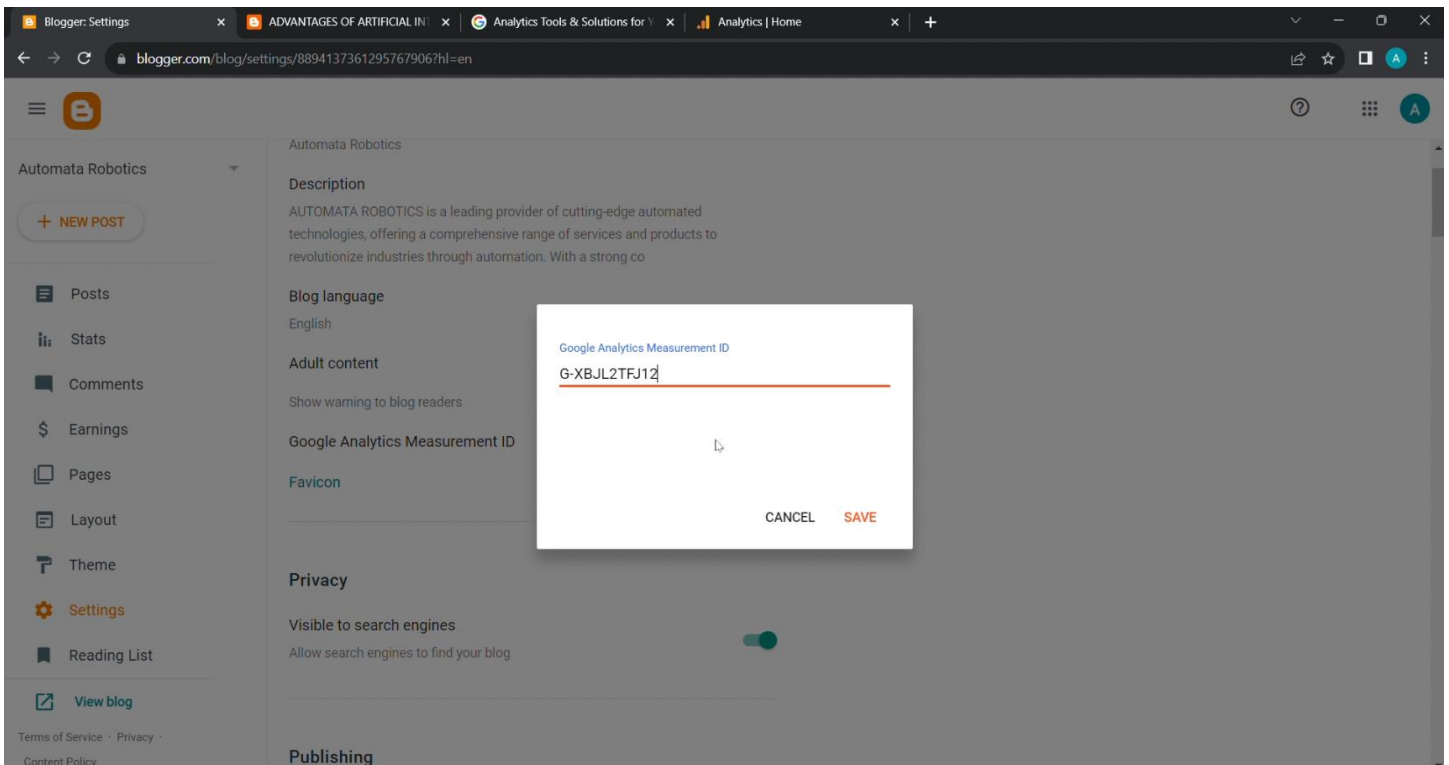 Blogger: Settings
ADVANTAGES OF ARTIFICIAL INT
Analytics Tools & Solutions for Y
Analytics | Home
blogger.com/blog/settings/8894137361295767906?hl=en
A
A
Automata Robotics
NEW POST
Posts
Stats
Comments
Earnings
Pages
Layout
Theme
Settings
Reading List
View blog
Terms of Service · Privacy ·
Content Policy
Automata Robotics
Description
AUTOMATA ROBOTICS is a leading provider of cutting-edge automated
technologies, offering a comprehensive range of services and products to
revolutionize industries through automation. With a strong co
Blog language
English
Adult content
Show warning to blog readers
Google Analytics Measurement ID
Favicon
Privacy
Visible to search engines
Allow search engines to find your blog
Publishing
Google Analytics Measurement ID
G-XBJL2TFJ12
CANCEL
SAVE